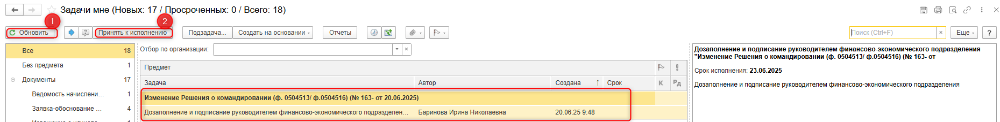 Задачи мне (Новых: 17 / Просроченных: 0 / Всего: 18)
1
2
Обновить
Принять к исполнению
Подзадача...
Создать на основании
Отчеты
Поиск (Ctrl+F)
×
Еще
?
Все 18
Без предмета 1
Документы 17
Ведомость начислени... 1
Заявка-обоснование ... 4
Отбор по организации:
Предмет
Задача Автор Создана ↑ Срок К Рд
Изменение Решения о командировании (ф. 0504513/ ф.0504516) (№ 163- от 20.06.2025)
Дозаполнение и подписание руководителем финансово-экономического подразделен... Баринова Ирина Николаевна 20.06.25 9:48
Дозаполнение и подписание руководителем финансово-экономического подразделения
"Изменение Решения о командировании (ф. 0504513/ ф.0504516) (№ 163- от
Срок исполнения: 23.06.2025
Дозаполнение и подписание руководителем финансово-экономического подразделения